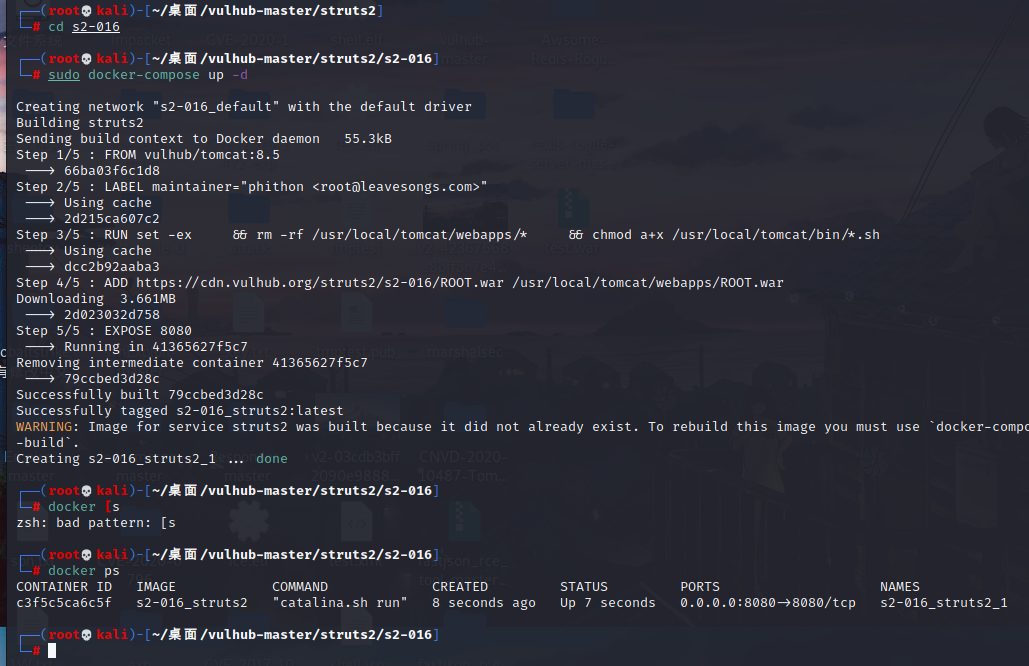 (root💀kali)-[~/桌面/vulhub-master/struts2]
# cd s2-016
(root💀kali)-[~/桌面/vulhub-master/struts2/s2-016]
# sudo docker-compose up -d
Creating network "s2-016_default" with the default driver
Building struts2
Sending build context to Docker daemon   55.3kB
Step 1/5 : FROM vulhub/tomcat:8.5
 ---> 66ba03f6c1d8
Step 2/5 : LABEL maintainer="phithon <root@leavesongs.com>"
 ---> Using cache
 ---> 2d215ca607c2
Step 3/5 : RUN set -ex     && rm -rf /usr/local/tomcat/webapps/*     && chmod a+x /usr/local/tomcat/bin/*.sh
 ---> Using cache
 ---> dcc2b92aaba3
Step 4/5 : ADD https://cdn.vulhub.org/struts2/s2-016/ROOT.war /usr/local/tomcat/webapps/ROOT.war
Downloading  3.661MB
 ---> 2d023032d758
Step 5/5 : EXPOSE 8080
 ---> Running in 41365627f5c7
Removing intermediate container 41365627f5c7
 ---> 79ccbed3d28c
Successfully built 79ccbed3d28c
Successfully tagged s2-016_struts2:latest
WARNING: Image for service struts2 was built because it did not already exist. To rebuild this image you must use `docker-compo
-build`.
Creating s2-016_struts2_1 ... done
(root💀kali)-[~/桌面/vulhub-master/struts2/s2-016]
# docker [s
zsh: bad pattern: [s
(root💀kali)-[~/桌面/vulhub-master/struts2/s2-016]
# docker ps
CONTAINER ID   IMAGE            COMMAND             CREATED         STATUS         PORTS                    NAMES
c3f5c5ca6c5f   s2-016_struts2   "catalina.sh run"   8 seconds ago   Up 7 seconds   0.0.0.0:8080->8080/tcp   s2-016_struts2_1
(root💀kali)-[~/桌面/vulhub-master/struts2/s2-016]
#